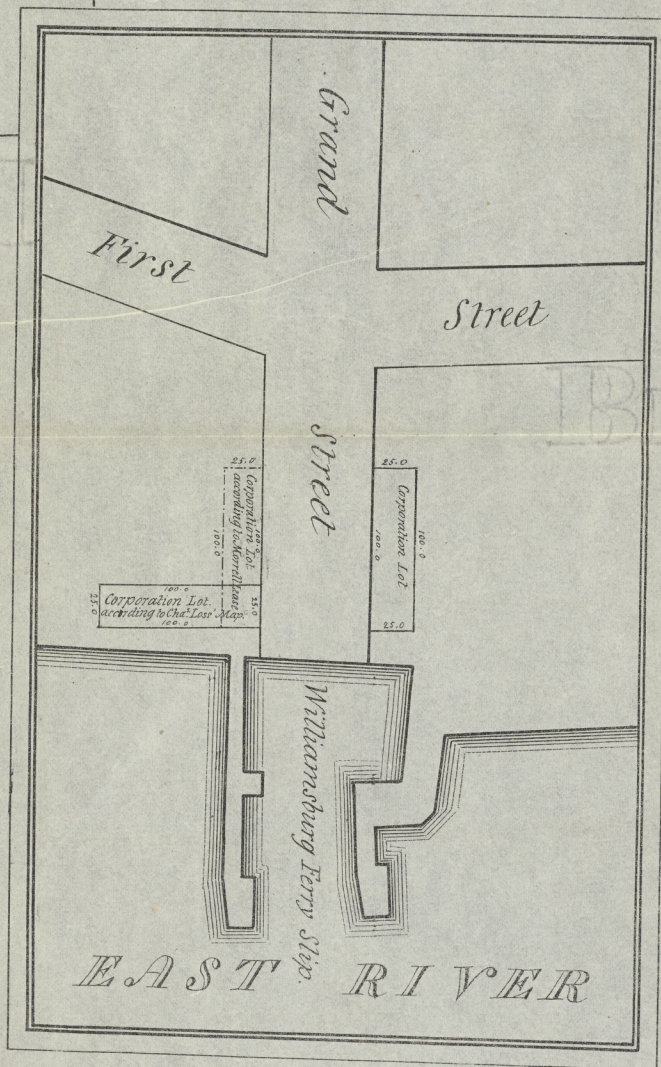 Grand
First
Street
Street
25.0
Corporation Lot
according to Morrell Lease
100.0
100.0
25.0
100.0
Corporation Lot.
according to Chas. Loss' Map.
100.0
25.0
25.0
Corporation Lot
100.0
100.0
25.0
Williamsburg Ferry Slip.
EAST RIVER